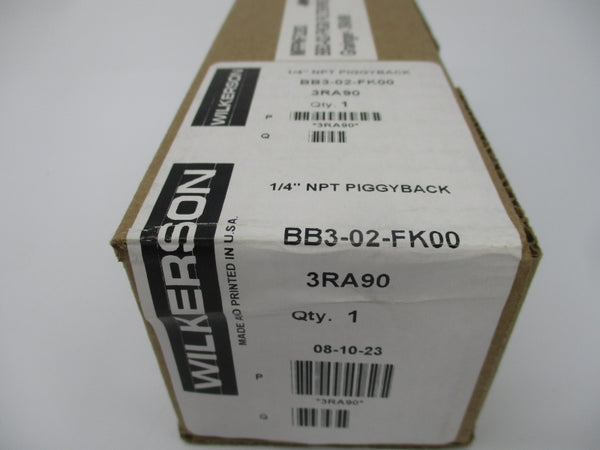 WILKERSON
1/4" NPT PIGGYBACK
BB3-02-FK00
3RA90
Qty. 1
P
"3RA90"
Q
WILKERSON
MADE AND PRINTED IN U.S.A.
1/4" NPT PIGGYBACK
BB3-02-FK00
3RA90
Qty. 1
08-10-23
P
"3RA90"
Q